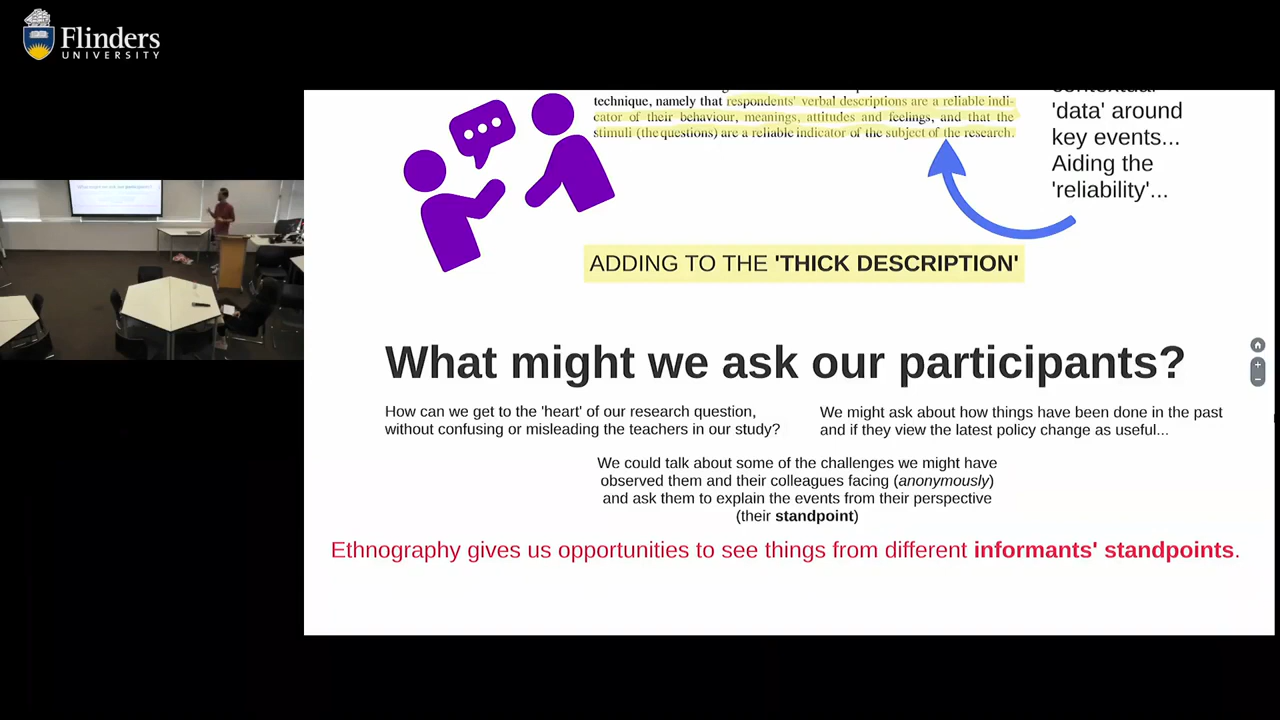 Flinders
UNIVERSITY
technique, namely that respondents' verbal descriptions are a reliable indi-
cator of their behaviour, meanings, attitudes and feelings, and that the
stimuli (the questions) are a reliable indicator of the subject of the research.
contextual
'data' around
key events...
Aiding the
'reliability'...
ADDING TO THE 'THICK DESCRIPTION'
What might we ask our participants?
How can we get to the 'heart' of our research question,
without confusing or misleading the teachers in our study?
We might ask about how things have been done in the past
and if they view the latest policy change as useful...
We could talk about some of the challenges we might have
observed them and their colleagues facing (anonymously)
and ask them to explain the events from their perspective
(their standpoint)
Ethnography gives us opportunities to see things from different informants' standpoints.